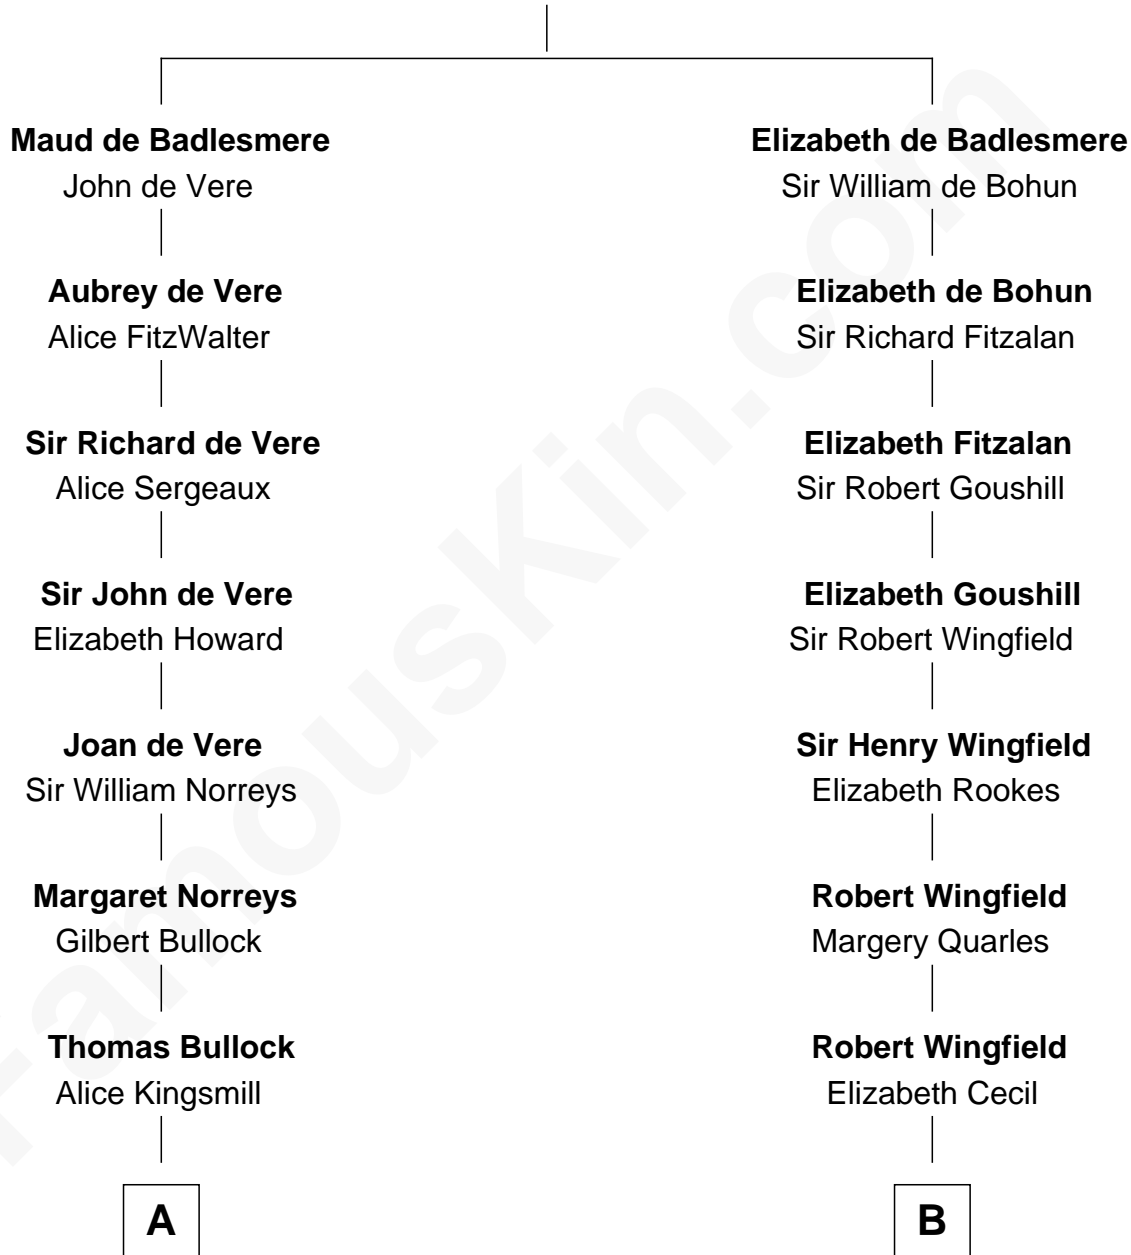 Maud de Badlesmere
John de Vere
Aubrey de Vere
Alice FitzWalter
Sir Richard de Vere
Alice Sergeaux
Sir John de Vere
Elizabeth Howard
Joan de Vere
Sir William Norreys
Margaret Norreys
Gilbert Bullock
Thomas Bullock
Alice Kingsmill
A
Elizabeth de Badlesmere
Sir William de Bohun
Elizabeth de Bohun
Sir Richard Fitzalan
Elizabeth Fitzalan
Sir Robert Goushill
Elizabeth Goushill
Sir Robert Wingfield
Sir Henry Wingfield
Elizabeth Rookes
Robert Wingfield
Margery Quarles
Robert Wingfield
Elizabeth Cecil
B
FamousKin.com